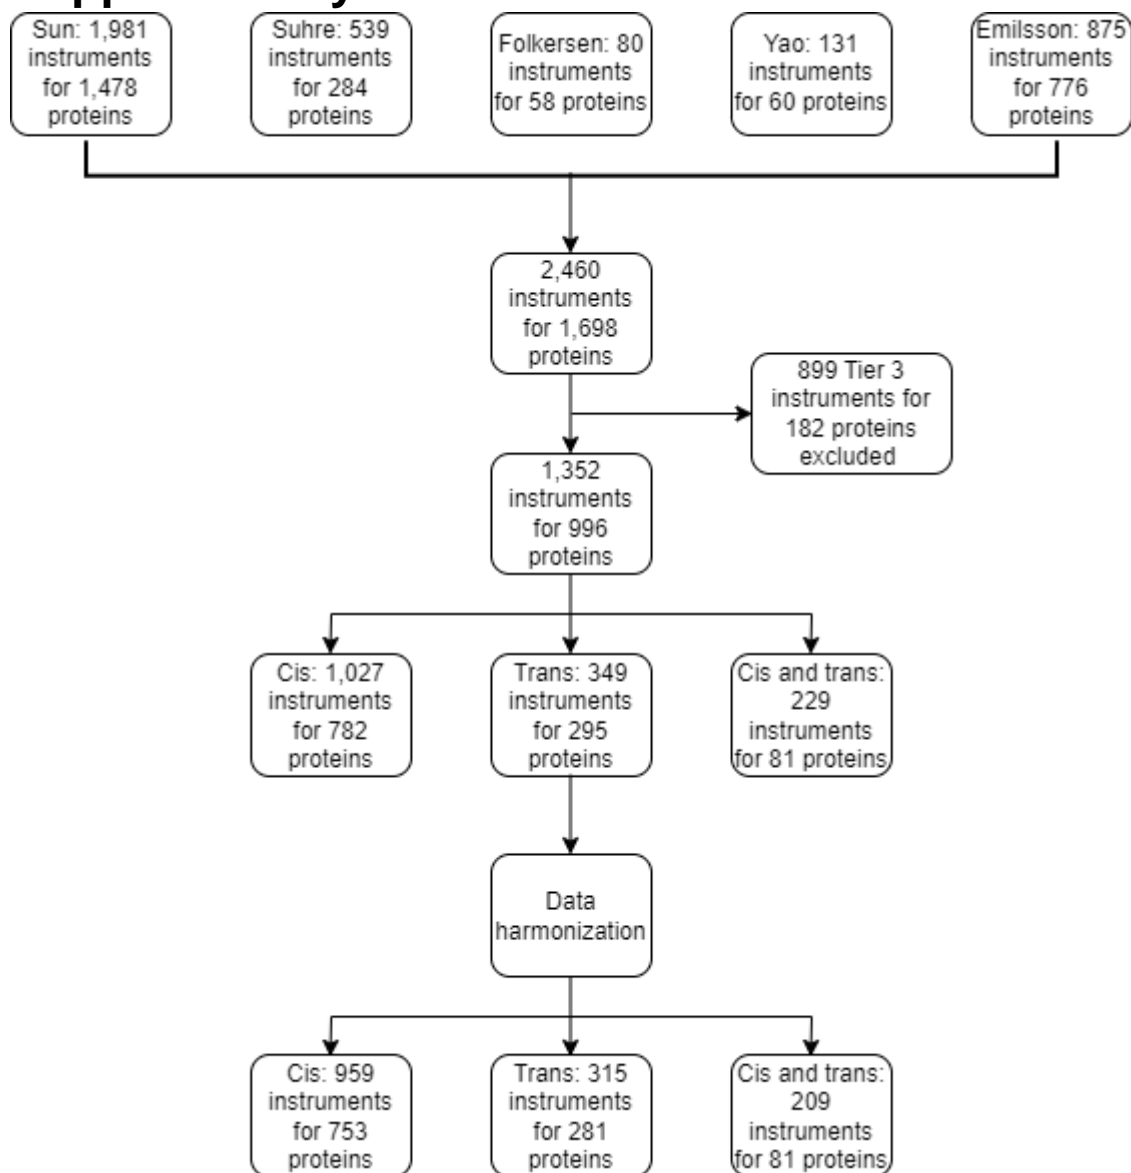 Sun: 1,981
instruments
for 1,478
proteins
Suhre: 539
instruments
for 284
proteins
Folkersen: 80
instruments
for 58 proteins
Yao: 131
instruments
for 60 proteins
Emilsson: 875
instruments
for 776
proteins
2,460
instruments
for 1,698
proteins
899 Tier 3
instruments for
182 proteins
excluded
1,352
instruments
for 996
proteins
Cis: 1,027
instruments
for 782
proteins
Trans: 349
instruments
for 295
proteins
Cis and trans:
229
instruments
for 81 proteins
Data
harmonization
Cis: 959
instruments
for 753
proteins
Trans: 315
instruments
for 281
proteins
Cis and trans:
209
instruments
for 81 proteins